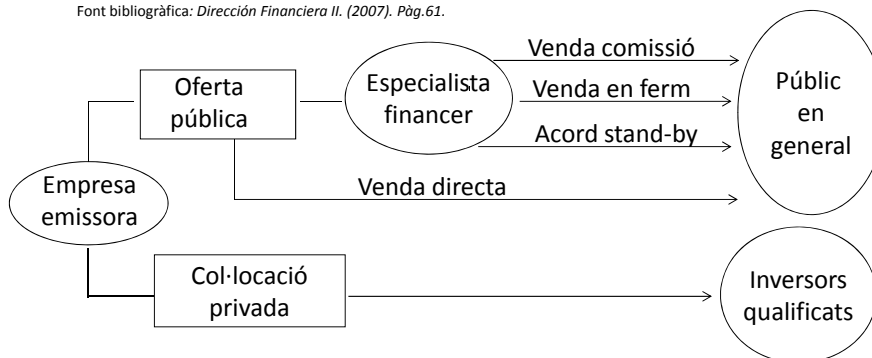 Font bibliogràfica: Dirección Financiera II. (2007). Pàg.61.
Oferta
pública
Especialista
financer
Venda comissió
Venda en ferm
Acord stand-by
Venda directa
Públic
en
general
Empresa
emissora
Col·locació
privada
Inversors
qualificats